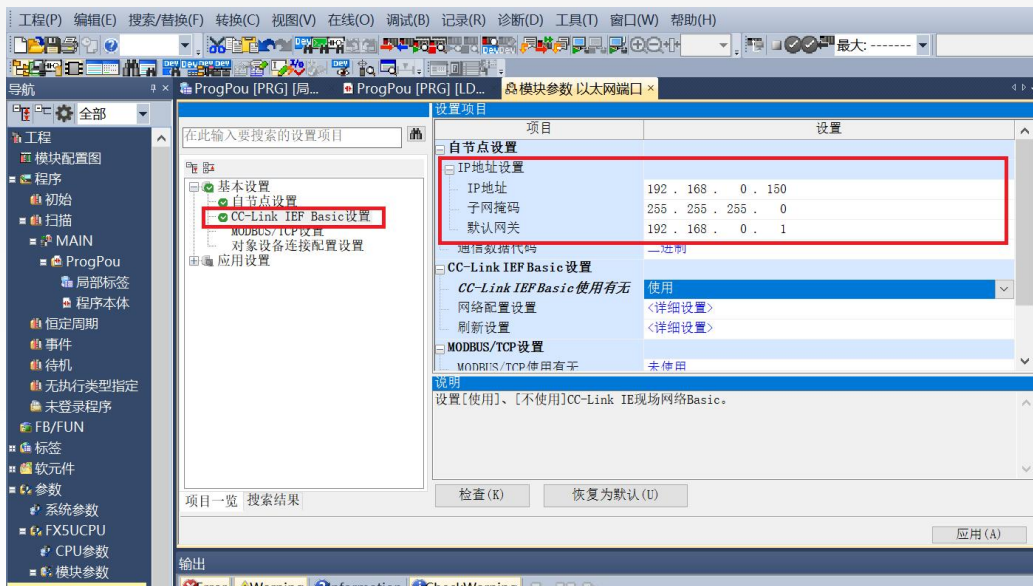 工程(P) 编辑(E) 搜索/替换(F) 转换(C) 视图(V) 在线(O) 调试(B) 记录(R) 诊断(D) 工具(T) 窗口(W) 帮助(H)
最大: -------
导航
ProgPou [PRG] [局...
ProgPou [PRG] [LD...
模块参数 以太网端口
全部
工程
模块配置图
程序
初始
扫描
MAIN
ProgPou
局部标签
程序本体
恒定周期
事件
待机
无执行类型指定
未登录程序
FB/FUN
标签
软元件
参数
系统参数
FX5UCPU
CPU参数
模块参数
在此输入要搜索的设置项目
基本设置
自节点设置
CC-Link IEF Basic设置
MODBUS/TCP设置
对象设备连接配置设置
应用设置
项目一览 搜索结果
设置项目
项目 设置
自节点设置
IP地址设置
IP地址 192 . 168 . 0 . 150
子网掩码 255 . 255 . 255 . 0
默认网关 192 . 168 . 0 . 1
通信数据代码 二进制
CC-Link IEF Basic设置
CC-Link IEF Basic使用有无 使用
网络配置设置 <详细设置>
刷新设置 <详细设置>
MODBUS/TCP设置
MODBUS/TCP使用有无 未使用
说明
设置[使用]、[不使用]CC-Link IE现场网络Basic。
检查(K) 恢复为默认(U)
应用(A)
输出
Error Warning Information CheckWarning